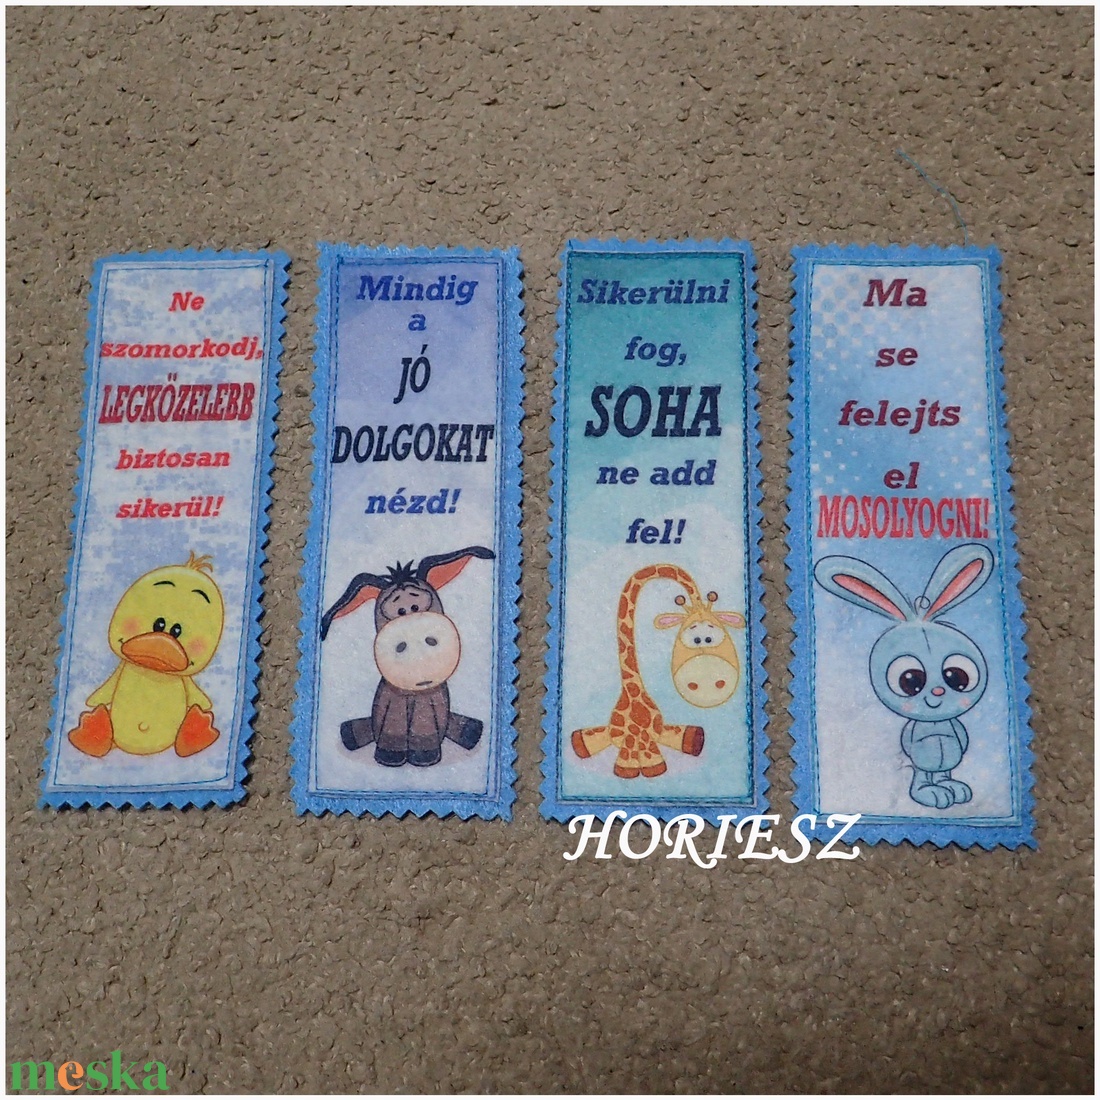 Ne
szomorkodj,
LEGKÖZELEBB
biztosan
sikerül!
Mindig
a
JÓ
DOLGOKAT
nézd!
Sikerülni
fog,
SOHA
ne add
fel!
Ma
se
felejts
el
MOSOLYOGNI!
HORIESZ
meska